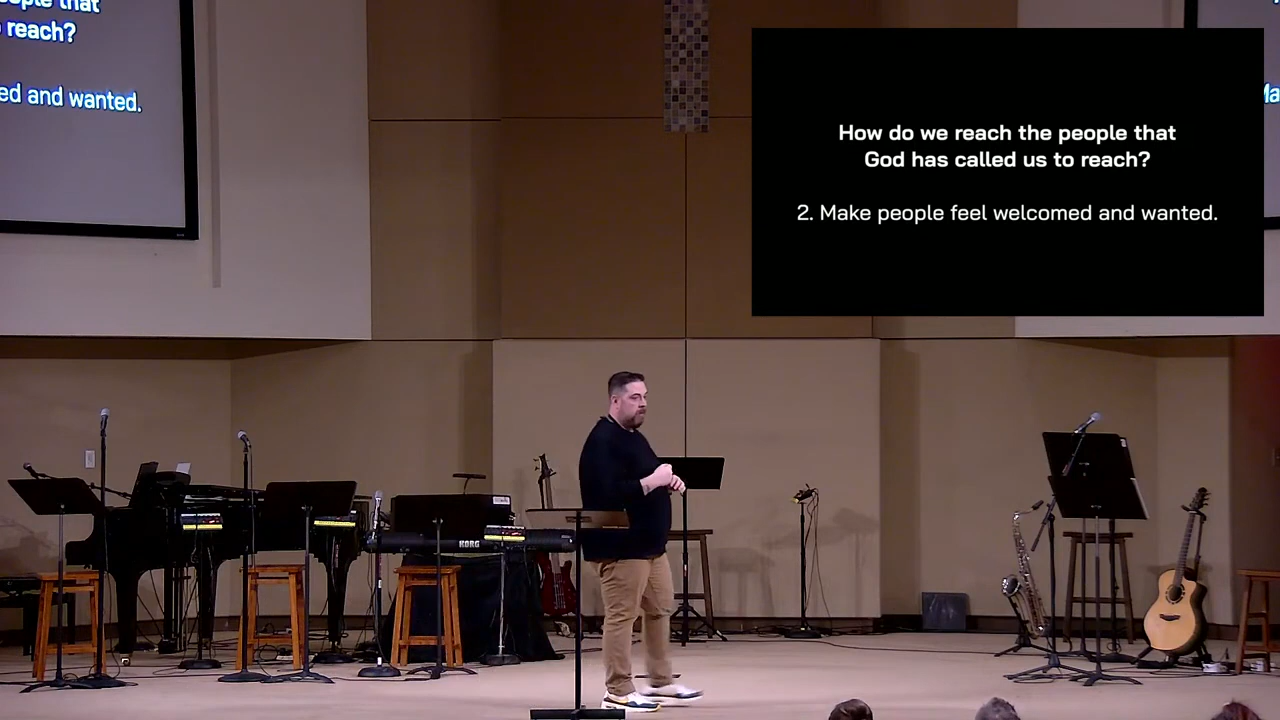 reach?
ed and wanted.
How do we reach the people that
God has called us to reach?
2. Make people feel welcomed and wanted.
KORG